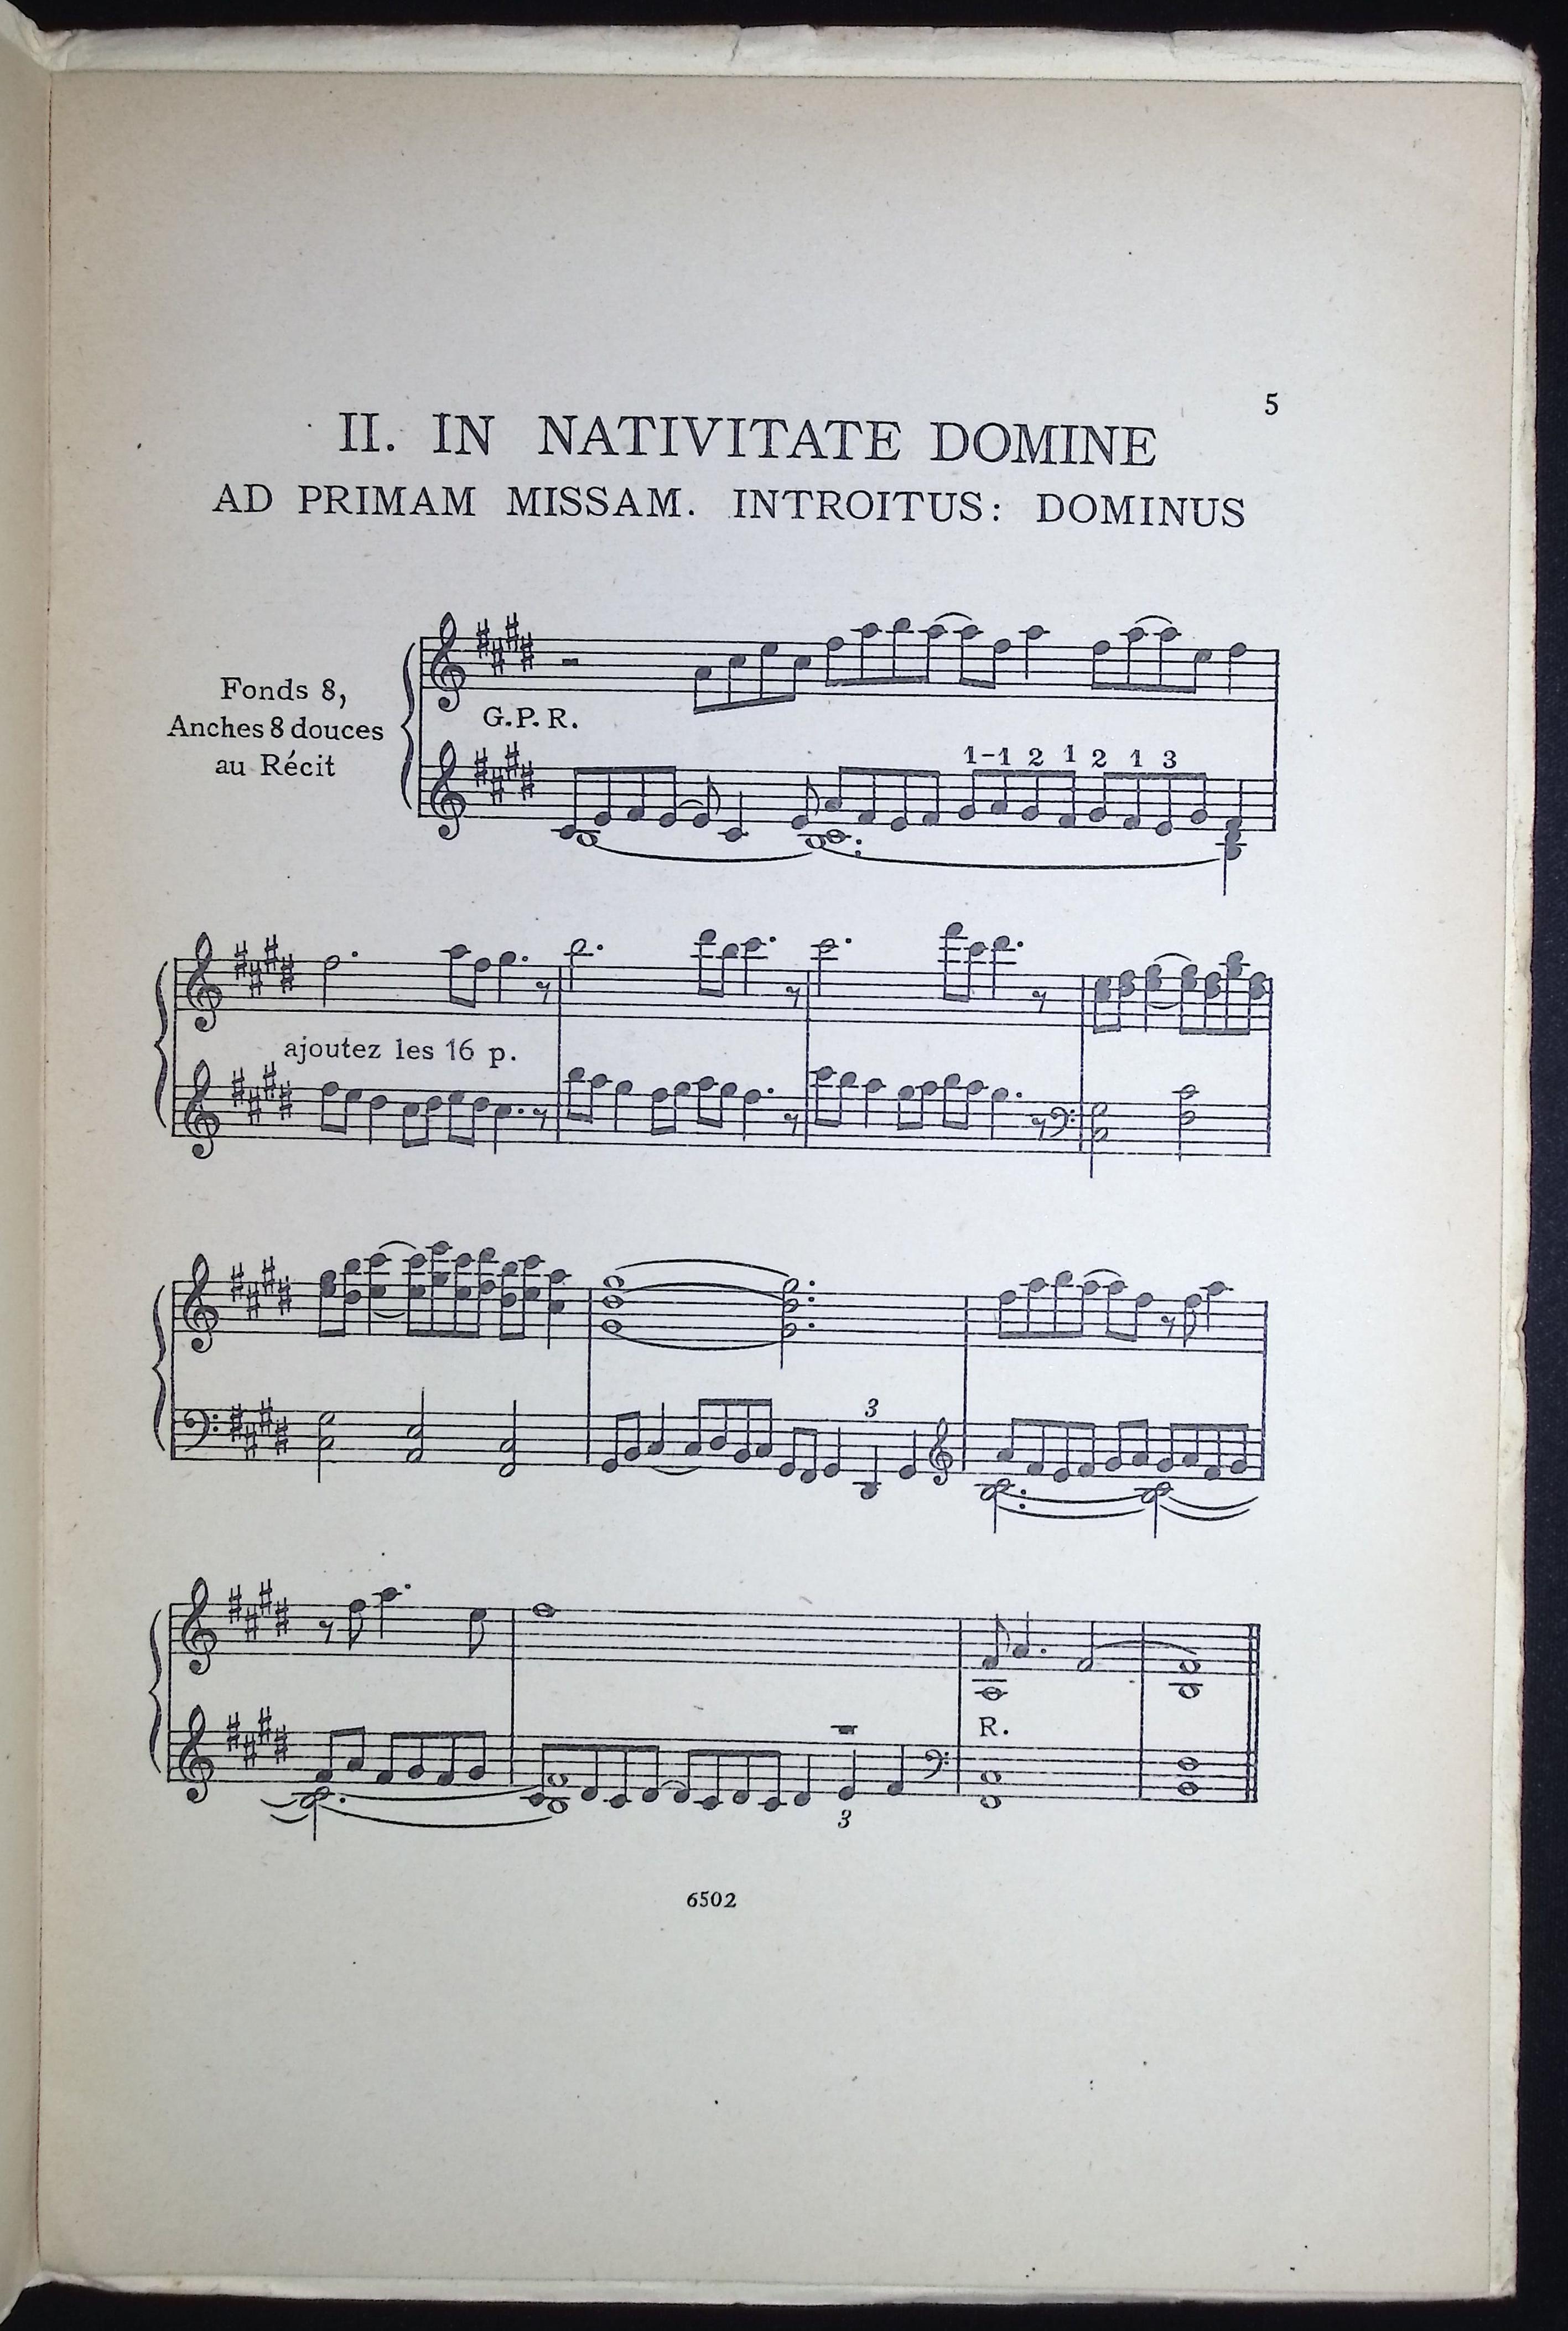 5
II. IN NATIVITATE DOMINE
AD PRIMAM MISSAM. INTROITUS: DOMINUS
Fonds 8,
Anches 8 douces
au Récit
G.P.R.
1-1 2 1 2 1 3
ajoutez les 16 p.
3
R.
3
6502